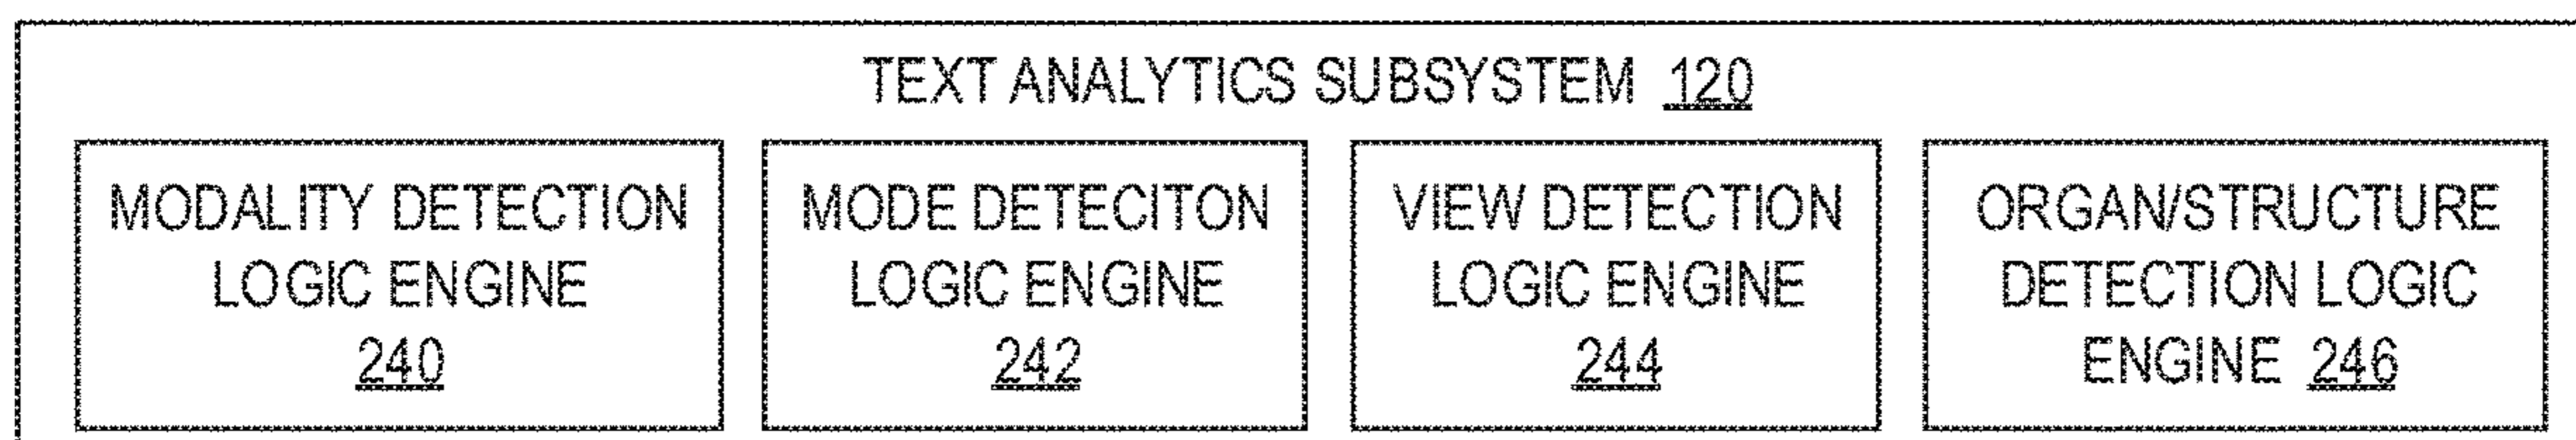 TEXT ANALYTICS SUBSYSTEM 120
MODALITY DETECTION
LOGIC ENGINE
240
MODE DETECITON
LOGIC ENGINE
242
VIEW DETECTION
LOGIC ENGINE
244
ORGAN/STRUCTURE
DETECTION LOGIC
ENGINE 246